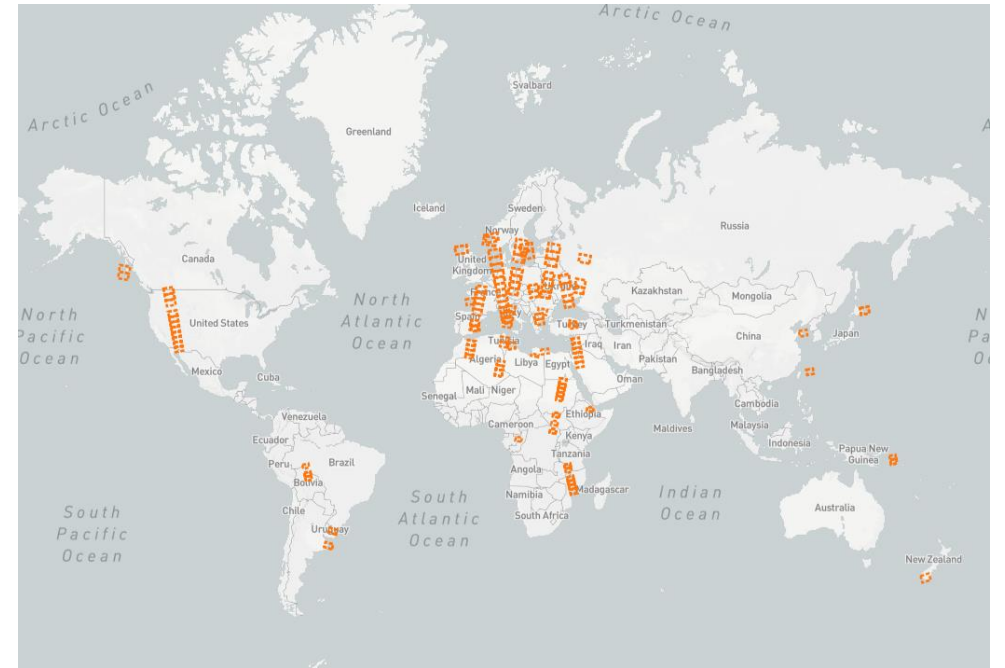 Arctic Ocean
Arctic Ocean
Svalbard
Greenland
Iceland
Sweden
Norway
Russia
Canada
United
Kingdom
Kazakhstan
Mongolia
North
Pacific
Ocean
North
Atlantic
Ocean
United States
Spain
Turkey
Turkmenistan
China
Japan
Iraq
Iran
Algeria
Libya
Egypt
Pakistan
Bangladesh
Mexico
Cuba
Oman
Senegal
Mali
Niger
Cambodia
Venezuela
Cameroon
Ethiopia
Maldives
Malaysia
Ecuador
Kenya
Indonesia
Papua New
Guinea
Peru
Brazil
Tanzania
Bolivia
Angola
Namibia
Madagascar
Indian
Ocean
South
Pacific
Ocean
Chile
South
Atlantic
Ocean
South Africa
Australia
Uruguay
New Zealand